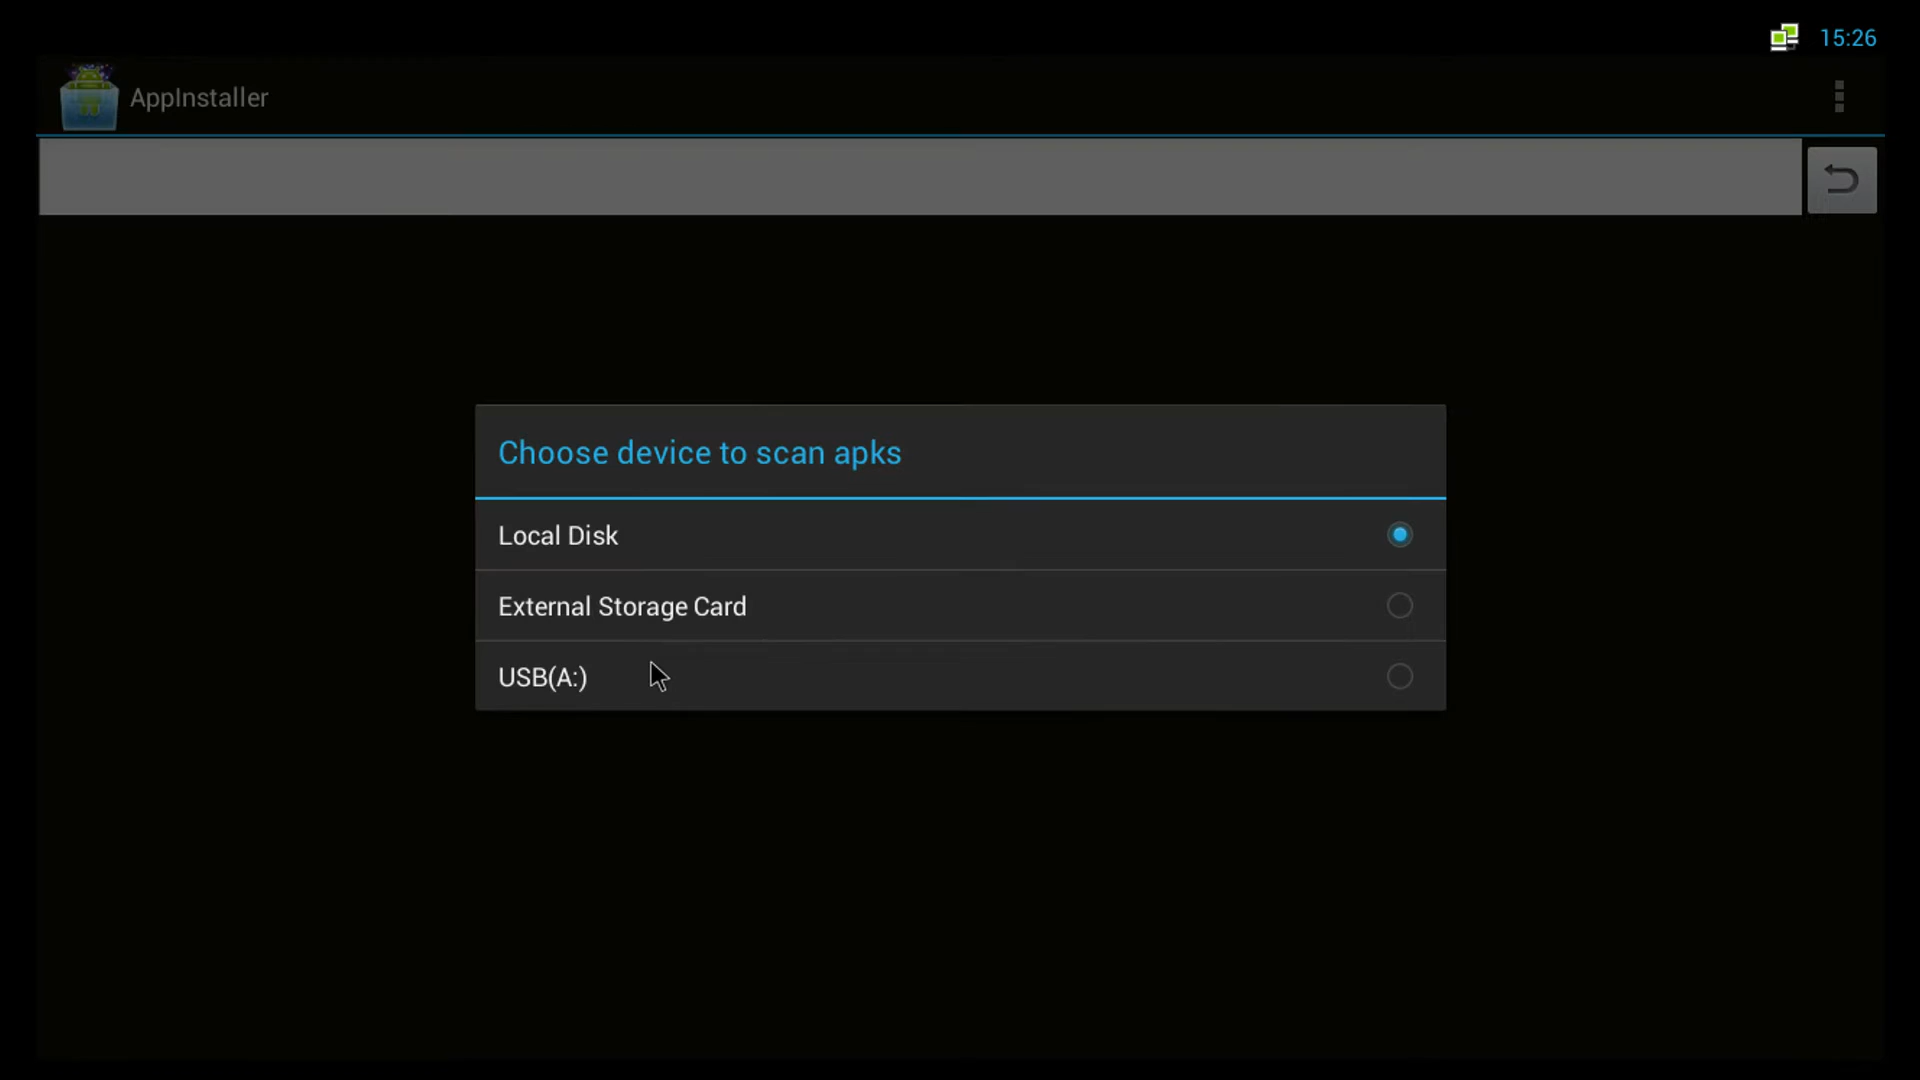 15:26
AppInstaller
Choose device to scan apks
Local Disk
External Storage Card
USB(A:)